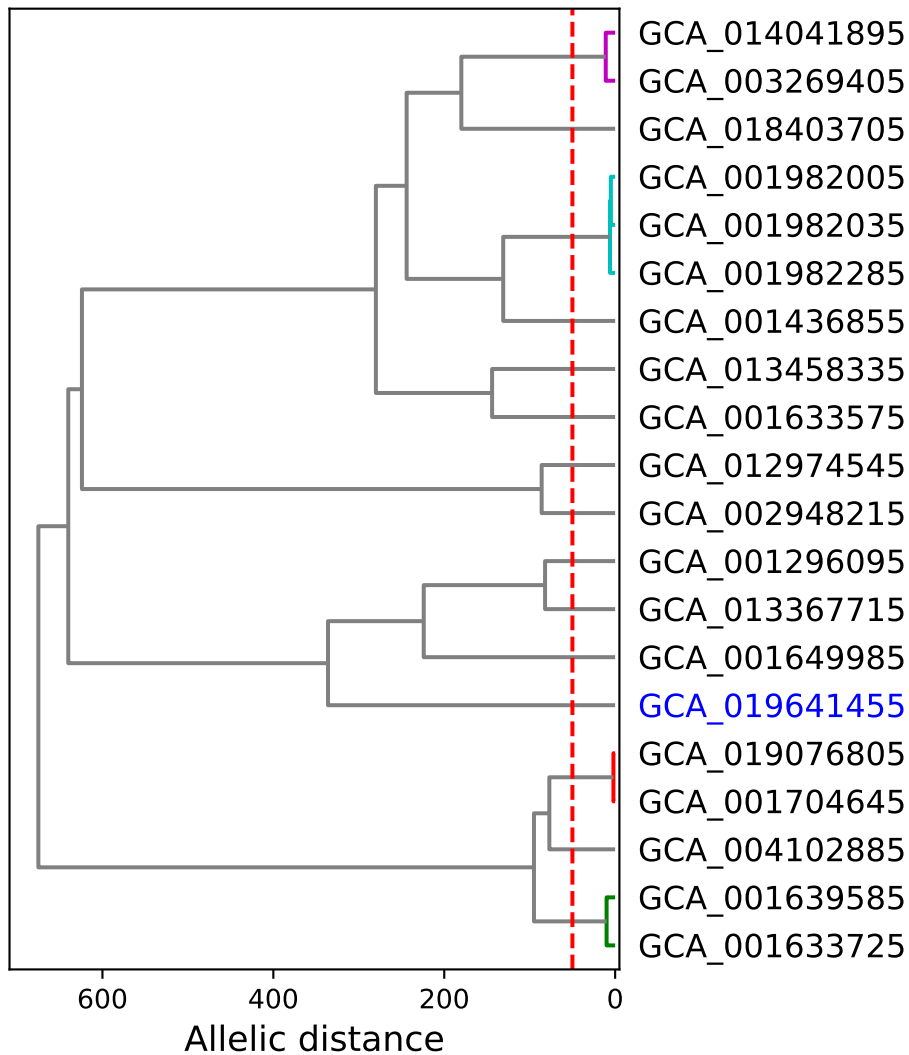 GCA_014041895
GCA_003269405
GCA_018403705
GCA_001982005
GCA_001982035
GCA_001982285
GCA_001436855
GCA_013458335
GCA_001633575
GCA_012974545
GCA_002948215
GCA_001296095
GCA_013367715
GCA_001649985
GCA_019641455
GCA_019076805
GCA_001704645
GCA_004102885
GCA_001639585
GCA_001633725
600 400 200 0
Allelic distance